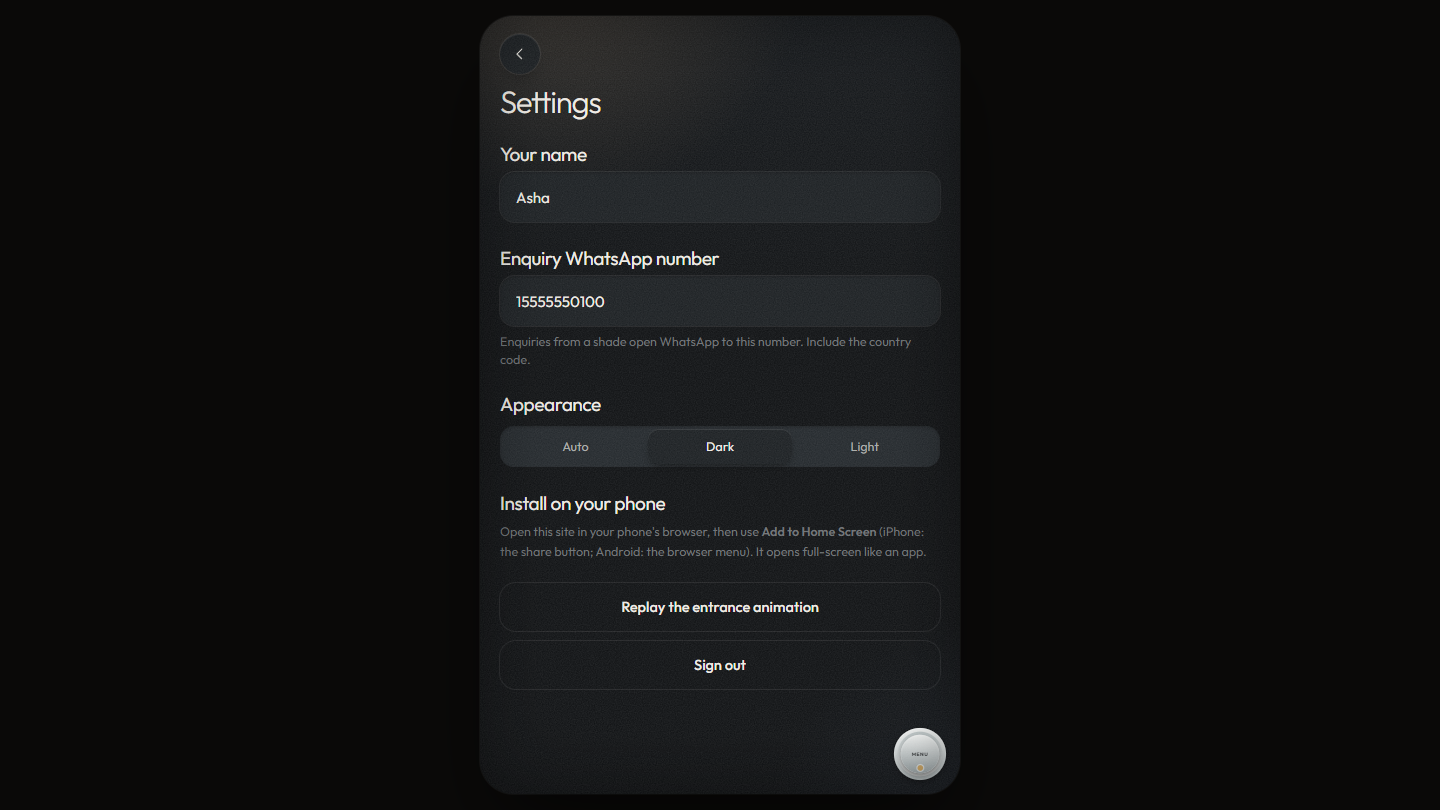 Settings
Your name
Asha
Enquiry WhatsApp number
15555550100
Enquiries from a shade open WhatsApp to this number. Include the country
code.
Appearance
Auto
Dark
Light
Install on your phone
Open this site in your phone's browser, then use Add to Home Screen (iPhone:
the share button; Android: the browser menu). It opens full-screen like an app.
Replay the entrance animation
Sign out
MENU